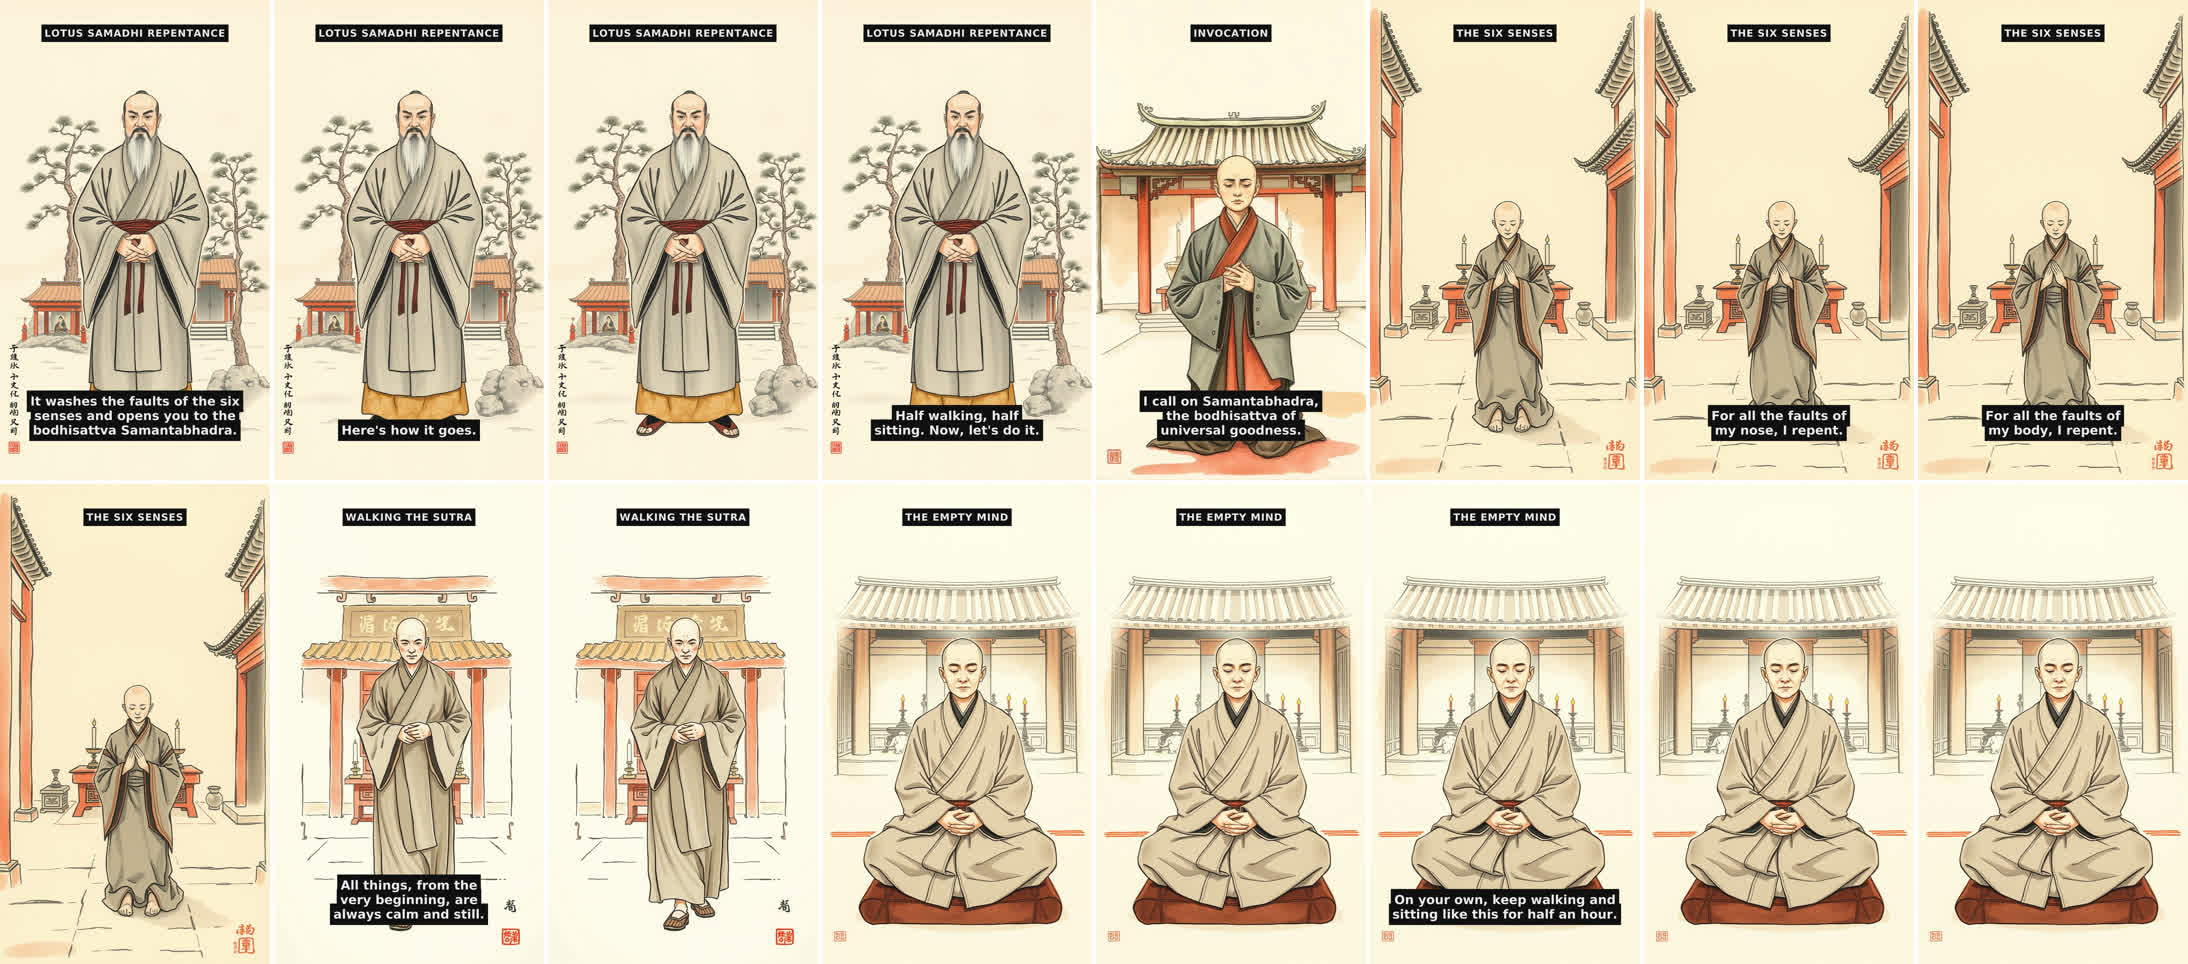 LOTUS SAMADHI REPENTANCE
It washes the faults of the six
senses and opens you to the
bodhisattva Samantabhadra.
LOTUS SAMADHI REPENTANCE
Here's how it goes.
LOTUS SAMADHI REPENTANCE
LOTUS SAMADHI REPENTANCE
Half walking, half
sitting. Now, let's do it.
INVOCATION
I call on Samantabhadra,
the bodhisattva of
universal goodness.
THE SIX SENSES
THE SIX SENSES
For all the faults of
my nose, I repent.
THE SIX SENSES
For all the faults of
my body, I repent.
THE SIX SENSES
WALKING THE SUTRA
All things, from the
very beginning, are
always calm and still.
WALKING THE SUTRA
THE EMPTY MIND
THE EMPTY MIND
THE EMPTY MIND
On your own, keep walking and
sitting like this for half an hour.